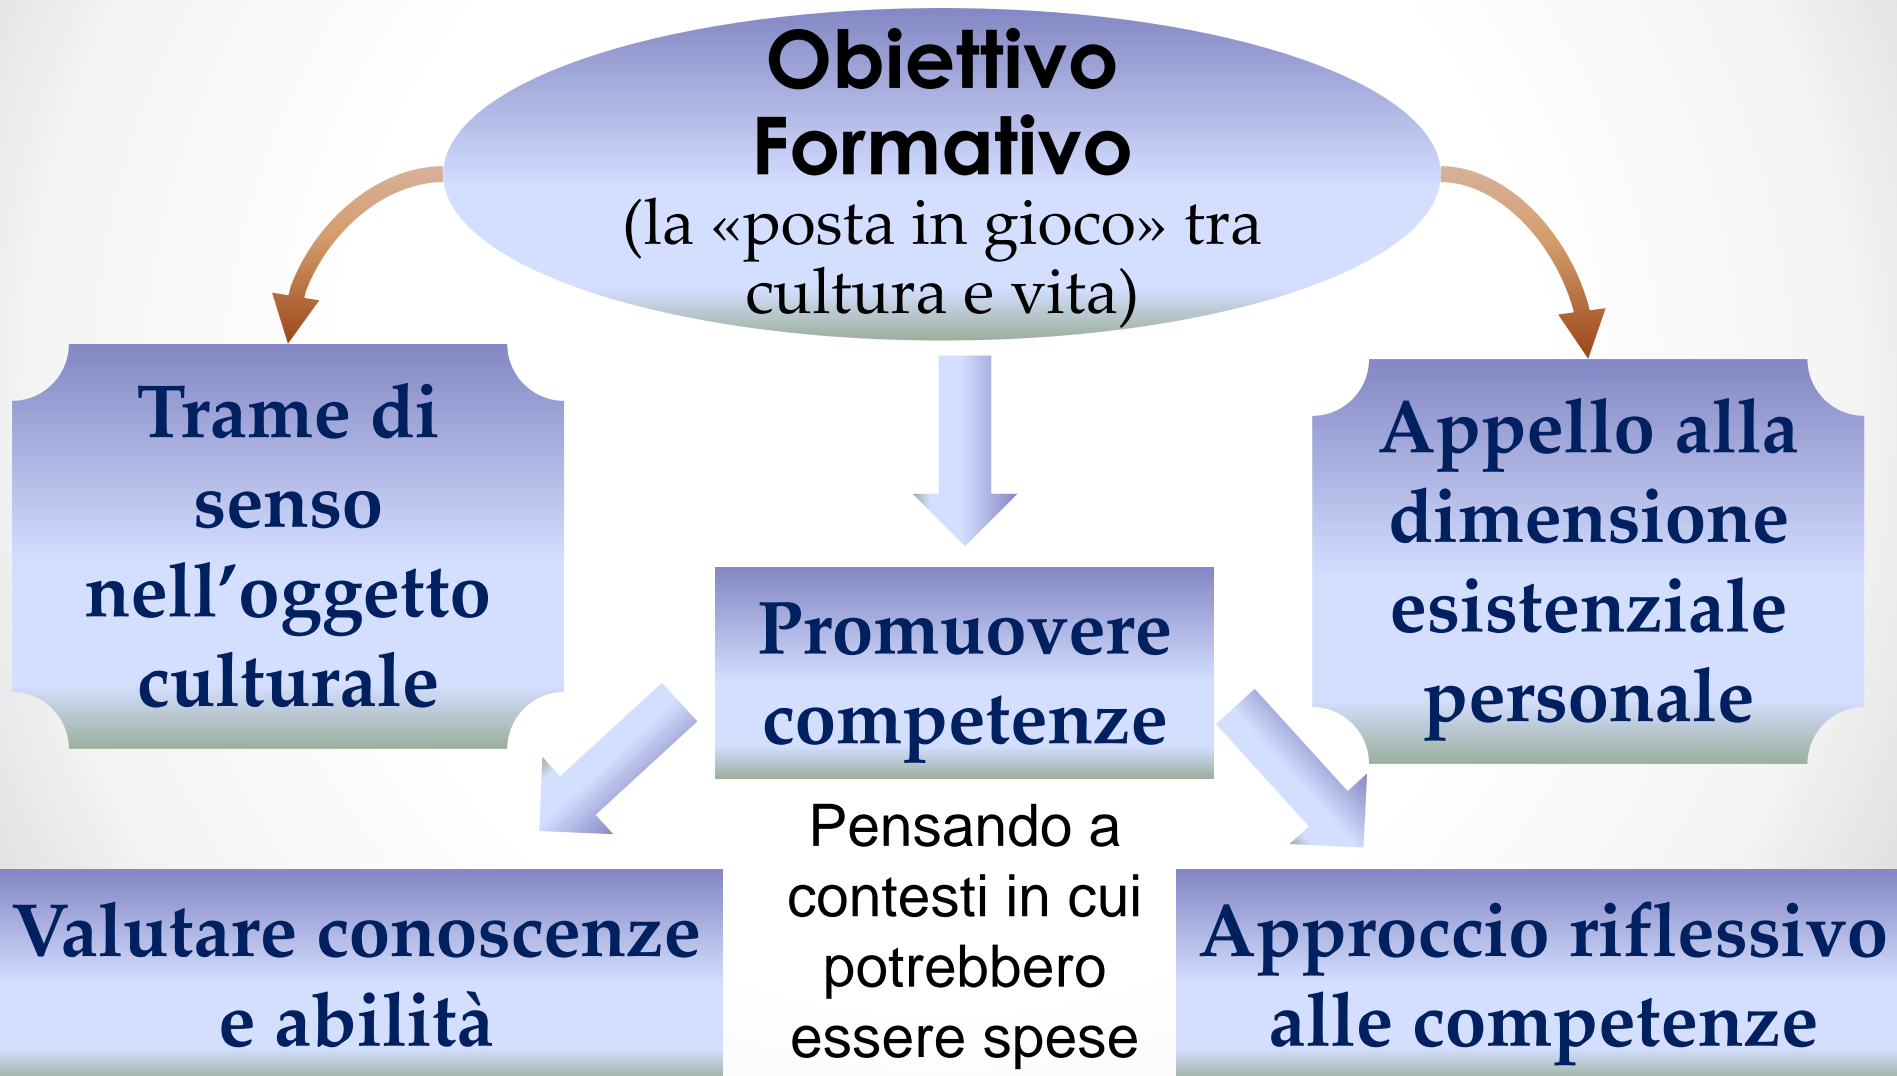 Obiettivo
Formativo
(la «posta in gioco» tra
cultura e vita)
Trame di
senso
nell’oggetto
culturale
Appello alla
dimensione
esistenziale
personale
Promuovere
competenze
Pensando a
contesti in cui
potrebbero
essere spese
Valutare conoscenze
e abilità
Approccio riflessivo
alle competenze